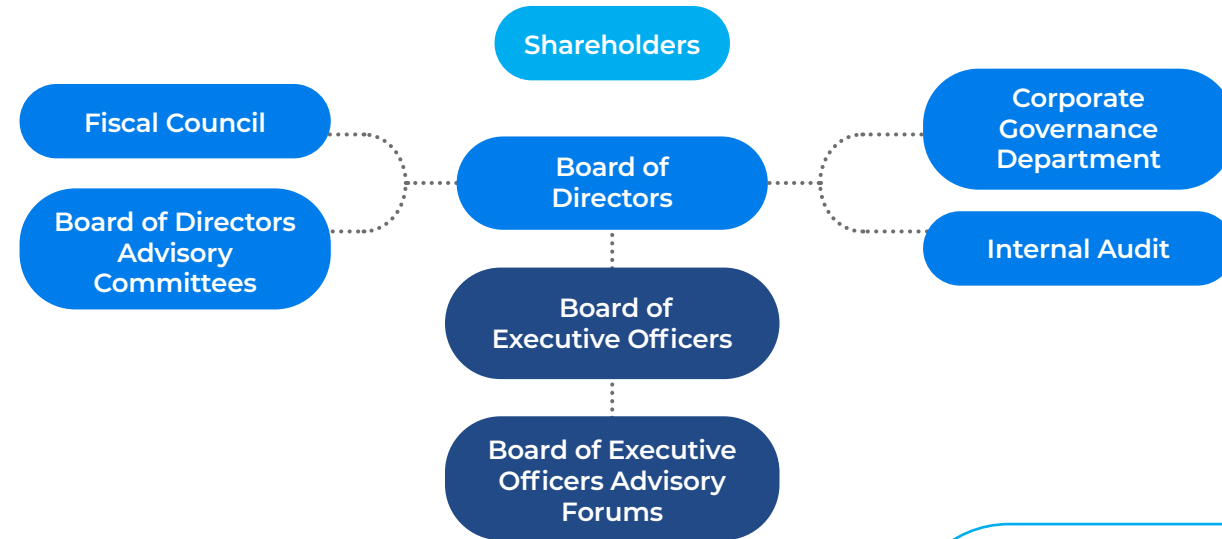 Shareholders
Fiscal Council
Board of Directors
Advisory
Committees
Board of
Directors
Corporate
Governance
Department
Internal Audit
Board of
Executive Officers
Board of Executive
Officers Advisory
Forums